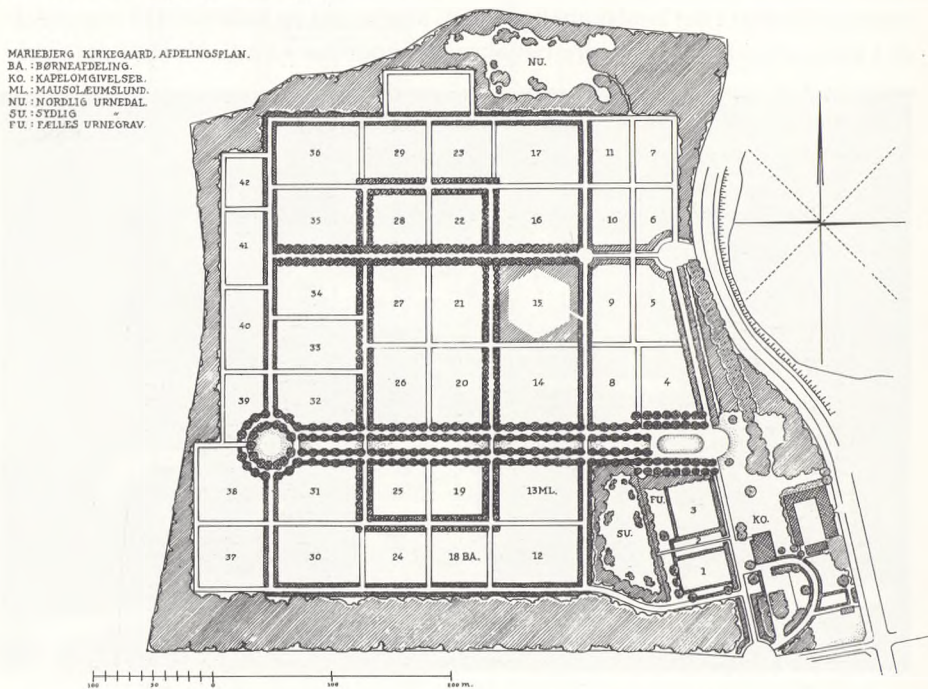 MARIEBJERG KIRKEGAARD. AFDELINGSPLAN.
BA. : BØRNEAFDELING.
KO. : KAPELOMGIVELSER.
ML. : MAUSOLÆUMSLUND.
NU. : NORDLIG URNEDAL.
SU. : SYDLIG "
FU. : FÆLLES URNEGRAV.
NU.
36 29 23 17 11 7
42
35 28 22 16 10 6
41
34 27 21 15 9 5
40
33
32 26 20 14 8 4
39
38 31 25 19 13 ML. FU. 3
SU. KO.
2
37 30 24 18 BA. 12 1
100 50 0 100 200 m.